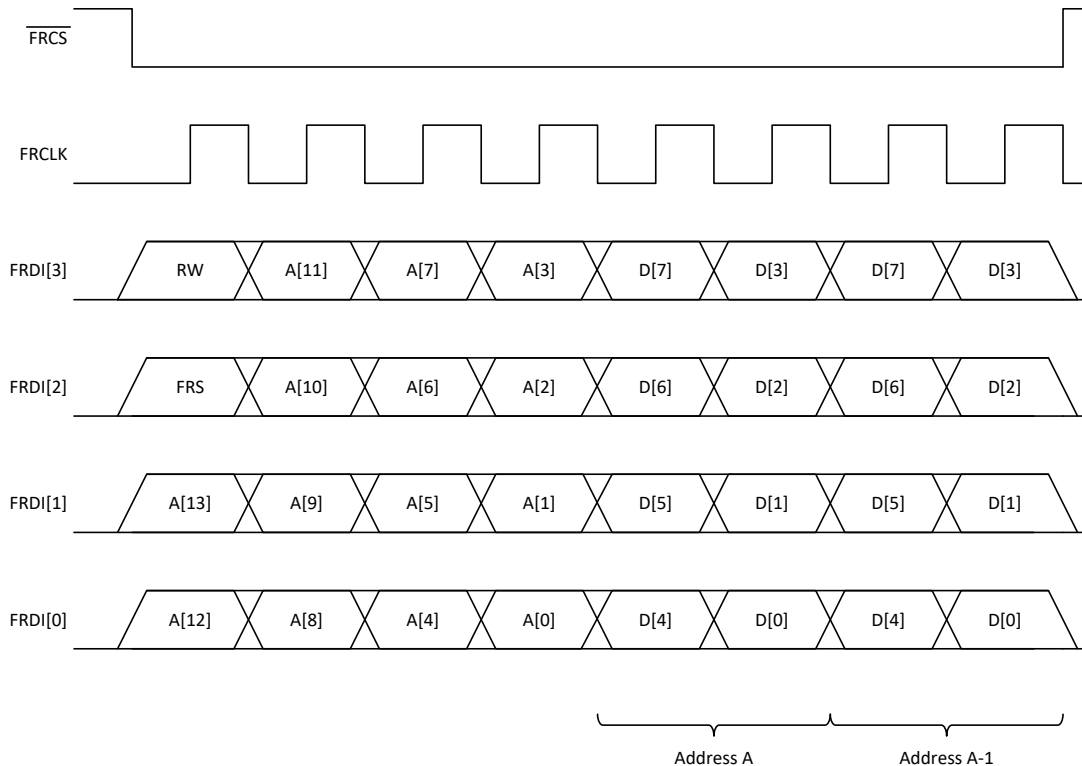 FRCS
FRCLK
FRDI[3] RW A[11] A[7] A[3] D[7] D[3] D[7] D[3]
FRDI[2] FRS A[10] A[6] A[2] D[6] D[2] D[6] D[2]
FRDI[1] A[13] A[9] A[5] A[1] D[5] D[1] D[5] D[1]
FRDI[0] A[12] A[8] A[4] A[0] D[4] D[0] D[4] D[0]
Address A Address A-1